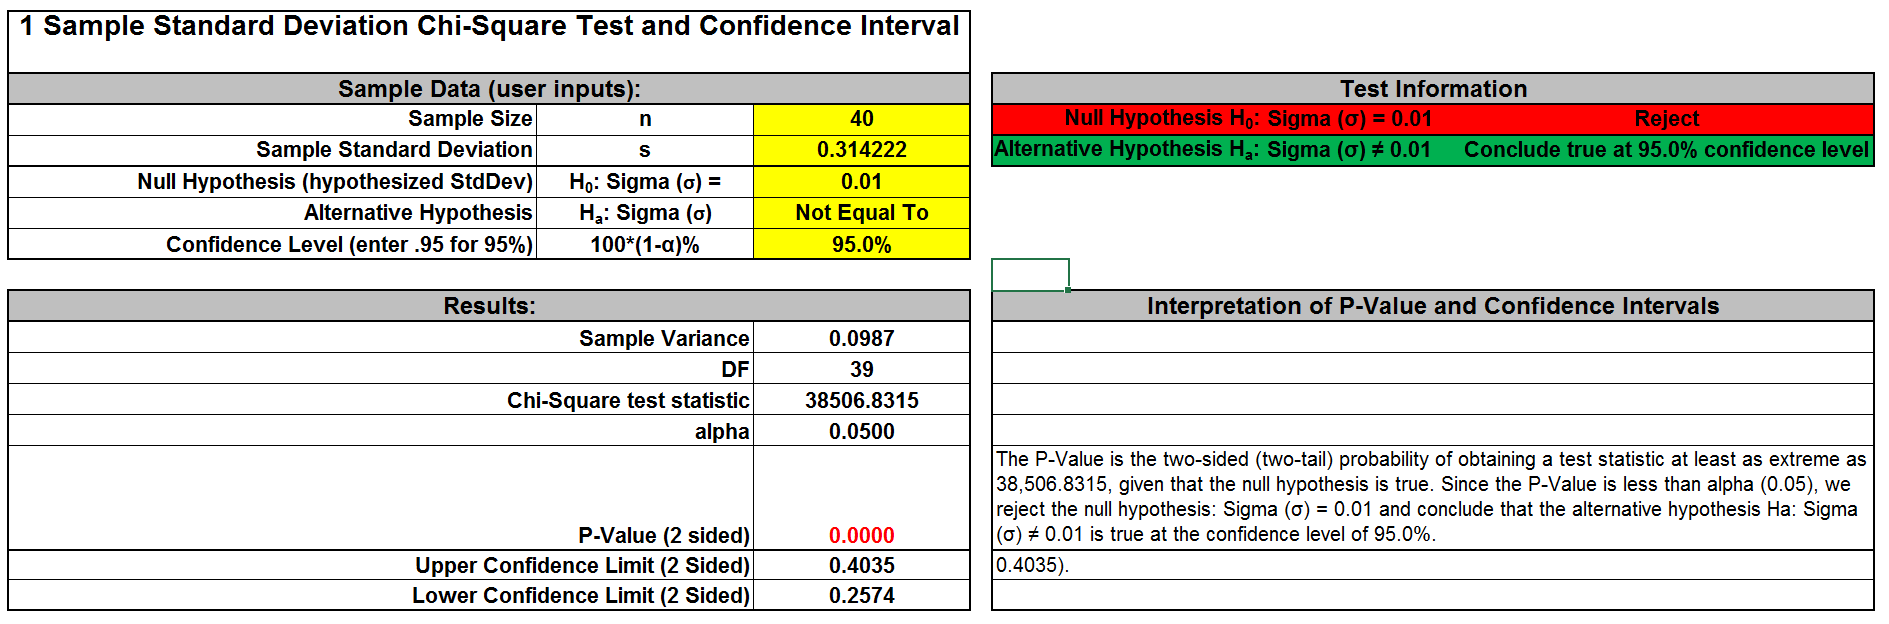 1 Sample Standard Deviation Chi-Square Test and Confidence Interval
Sample Data (user inputs):
Sample Size n 40
Sample Standard Deviation s 0.314222
Null Hypothesis (hypothesized StdDev) H₀: Sigma (σ) = 0.01
Alternative Hypothesis Hₐ: Sigma (σ) Not Equal To
Confidence Level (enter .95 for 95%) 100*(1-α)% 95.0%
Test Information
Null Hypothesis H₀: Sigma (σ) = 0.01 Reject
Alternative Hypothesis Hₐ: Sigma (σ) ≠ 0.01 Conclude true at 95.0% confidence level
Results:
Sample Variance 0.0987
DF 39
Chi-Square test statistic 38506.8315
alpha 0.0500
P-Value (2 sided) 0.0000
Upper Confidence Limit (2 Sided) 0.4035
Lower Confidence Limit (2 Sided) 0.2574
Interpretation of P-Value and Confidence Intervals
The P-Value is the two-sided (two-tail) probability of obtaining a test statistic at least as extreme as
38,506.8315, given that the null hypothesis is true. Since the P-Value is less than alpha (0.05), we
reject the null hypothesis: Sigma (σ) = 0.01 and conclude that the alternative hypothesis Ha: Sigma
(σ) ≠ 0.01 is true at the confidence level of 95.0%.
0.4035).